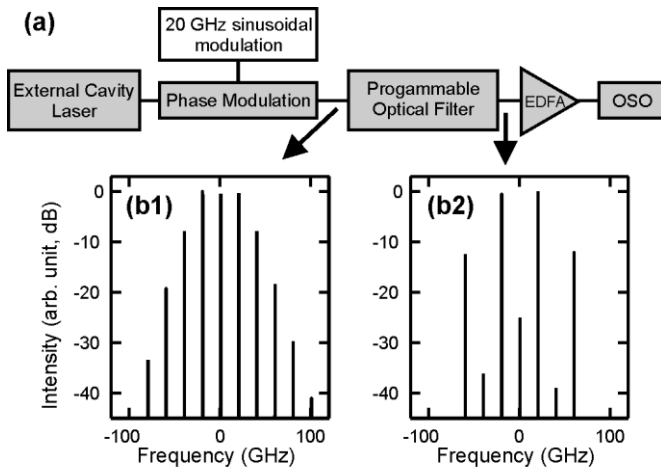 (a)
20 GHz sinusoidal
modulation
External Cavity
Laser
Phase Modulation
Progammable
Optical Filter
EDFA
OSO
(b1)
(b2)
Intensity (arb. unit, dB)
0
-10
-20
-30
-40
0
-10
-20
-30
-40
-100
0
100
-100
0
100
Frequency (GHz)
Frequency (GHz)